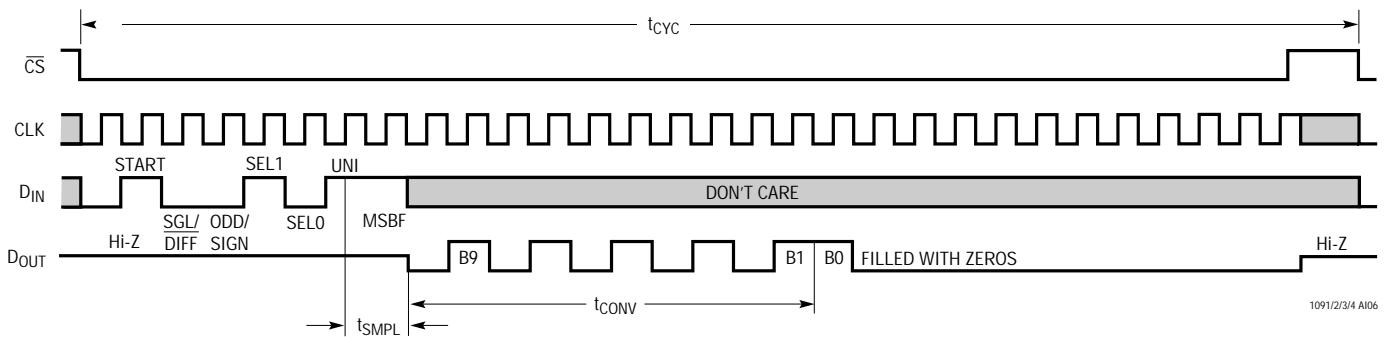 tCYC
CS
CLK
START SEL1 UNI
DIN DON'T CARE
SGL/ ODD/ SEL0 MSBF
DIFF SIGN
Hi-Z Hi-Z
DOUT B9 B1 B0 FILLED WITH ZEROS
tCONV
1091/2/3/4 AI06
tSMPL